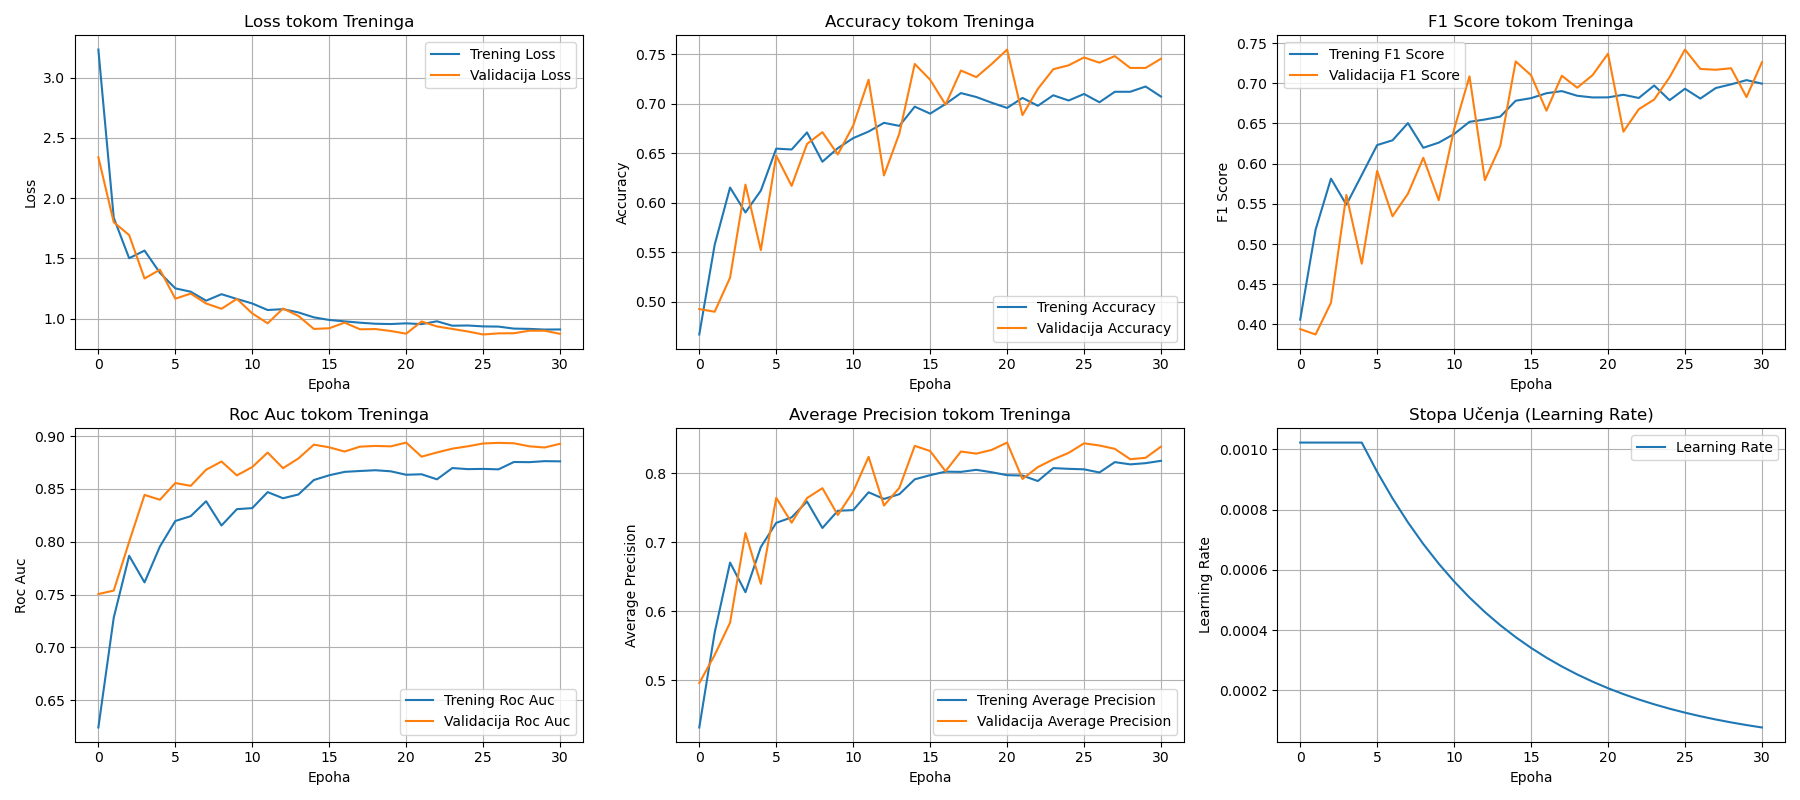 Loss tokom Treninga
Loss
3.0
2.5
2.0
1.5
1.0
Trening Loss
Validacija Loss
0 5 10 15 20 25 30
Epoha
Accuracy tokom Treninga
Accuracy
0.75
0.70
0.65
0.60
0.55
0.50
Trening Accuracy
Validacija Accuracy
0 5 10 15 20 25 30
Epoha
F1 Score tokom Treninga
F1 Score
0.75
0.70
0.65
0.60
0.55
0.50
0.45
0.40
Trening F1 Score
Validacija F1 Score
0 5 10 15 20 25 30
Epoha
Roc Auc tokom Treninga
Roc Auc
0.90
0.85
0.80
0.75
0.70
0.65
Trening Roc Auc
Validacija Roc Auc
0 5 10 15 20 25 30
Epoha
Average Precision tokom Treninga
Average Precision
0.8
0.7
0.6
0.5
Trening Average Precision
Validacija Average Precision
0 5 10 15 20 25 30
Epoha
Stopa Učenja (Learning Rate)
Learning Rate
0.0010
0.0008
0.0006
0.0004
0.0002
Learning Rate
0 5 10 15 20 25 30
Epoha